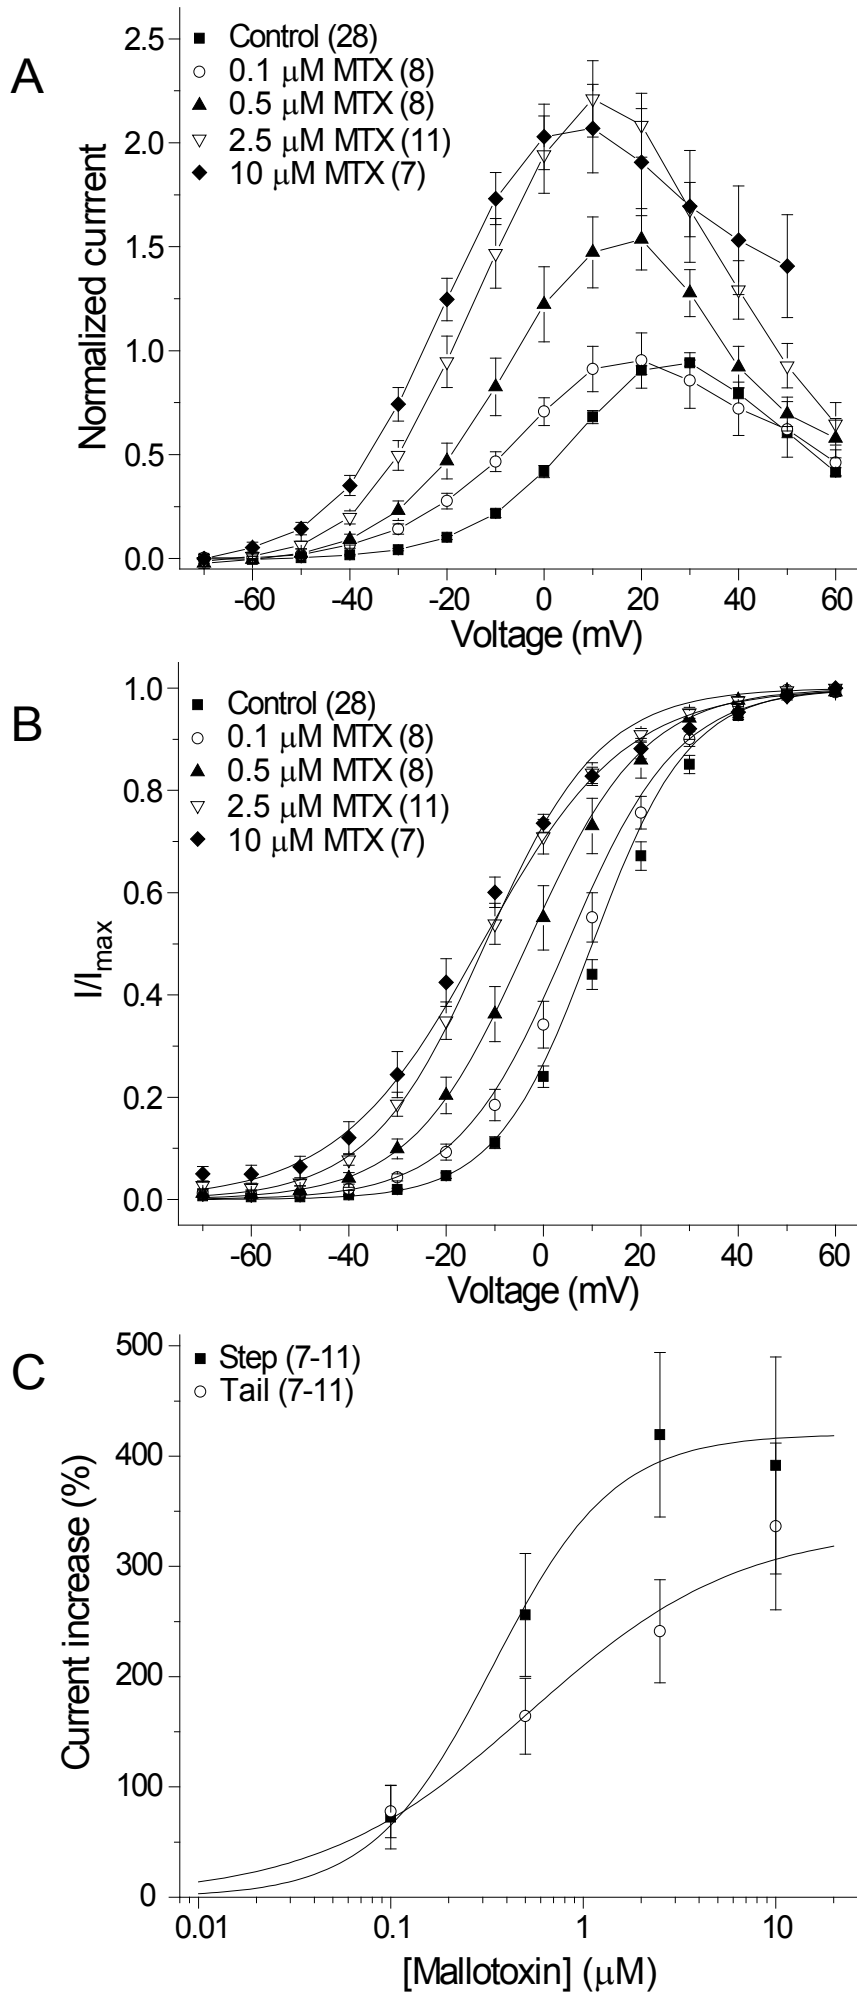 A
2.5
2.0
1.5
1.0
0.5
0.0
Normalized currrent
Control (28)
0.1 μM MTX (8)
0.5 μM MTX (8)
2.5 μM MTX (11)
10 μM MTX (7)
-60 -40 -20 0 20 40 60
Voltage (mV)
B
1.0
0.8
0.6
0.4
0.2
0.0
I/Imax
Control (28)
0.1 μM MTX (8)
0.5 μM MTX (8)
2.5 μM MTX (11)
10 μM MTX (7)
-60 -40 -20 0 20 40 60
Voltage (mV)
C
500
400
300
200
100
0
Current increase (%)
Step (7-11)
Tail (7-11)
0.01 0.1 1 10
[Mallotoxin] (μM)